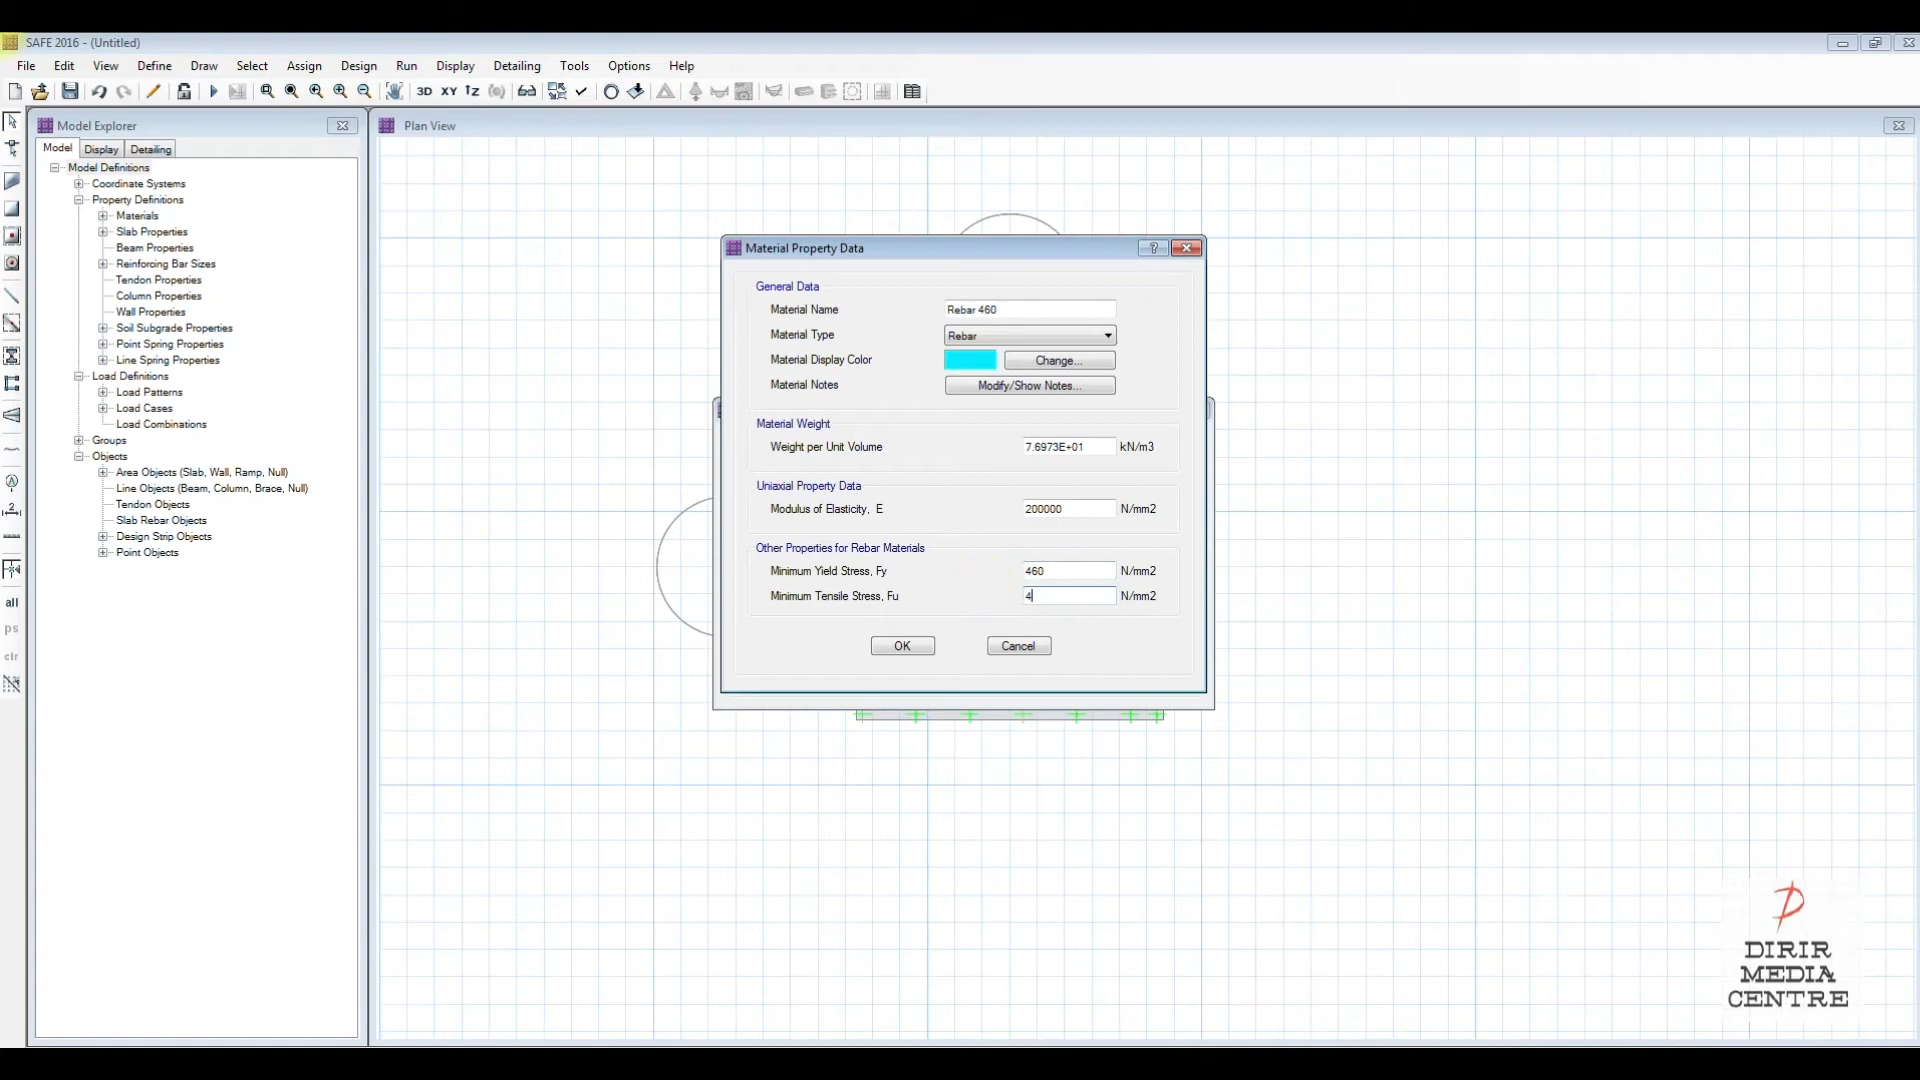 SAFE 2016 - (Untitled)
File Edit View Define Draw Select Assign Design Run Display Detailing Tools Options Help
3D XY
Model Explorer
Plan View
Model Display Detailing
Model Definitions
Coordinate Systems
Property Definitions
Materials
Slab Properties
Beam Properties
Reinforcing Bar Sizes
Tendon Properties
Column Properties
Wall Properties
Soil Subgrade Properties
Point Spring Properties
Line Spring Properties
Load Definitions
Load Patterns
Load Cases
Load Combinations
Groups
Objects
Area Objects (Slab, Wall, Ramp, Null)
Line Objects (Beam, Column, Brace, Null)
Tendon Objects
Slab Rebar Objects
Design Strip Objects
Point Objects
all
ps
clr
Material Property Data
?
General Data
Material Name Rebar 460
Material Type Rebar
Material Display Color Change...
Material Notes Modify/Show Notes...
Material Weight
Weight per Unit Volume 7.6973E+01 kN/m3
Uniaxial Property Data
Modulus of Elasticity, E 200000 N/mm2
Other Properties for Rebar Materials
Minimum Yield Stress, Fy 460 N/mm2
Minimum Tensile Stress, Fu 4 N/mm2
OK Cancel
DIRIR
MEDIA
CENTRE